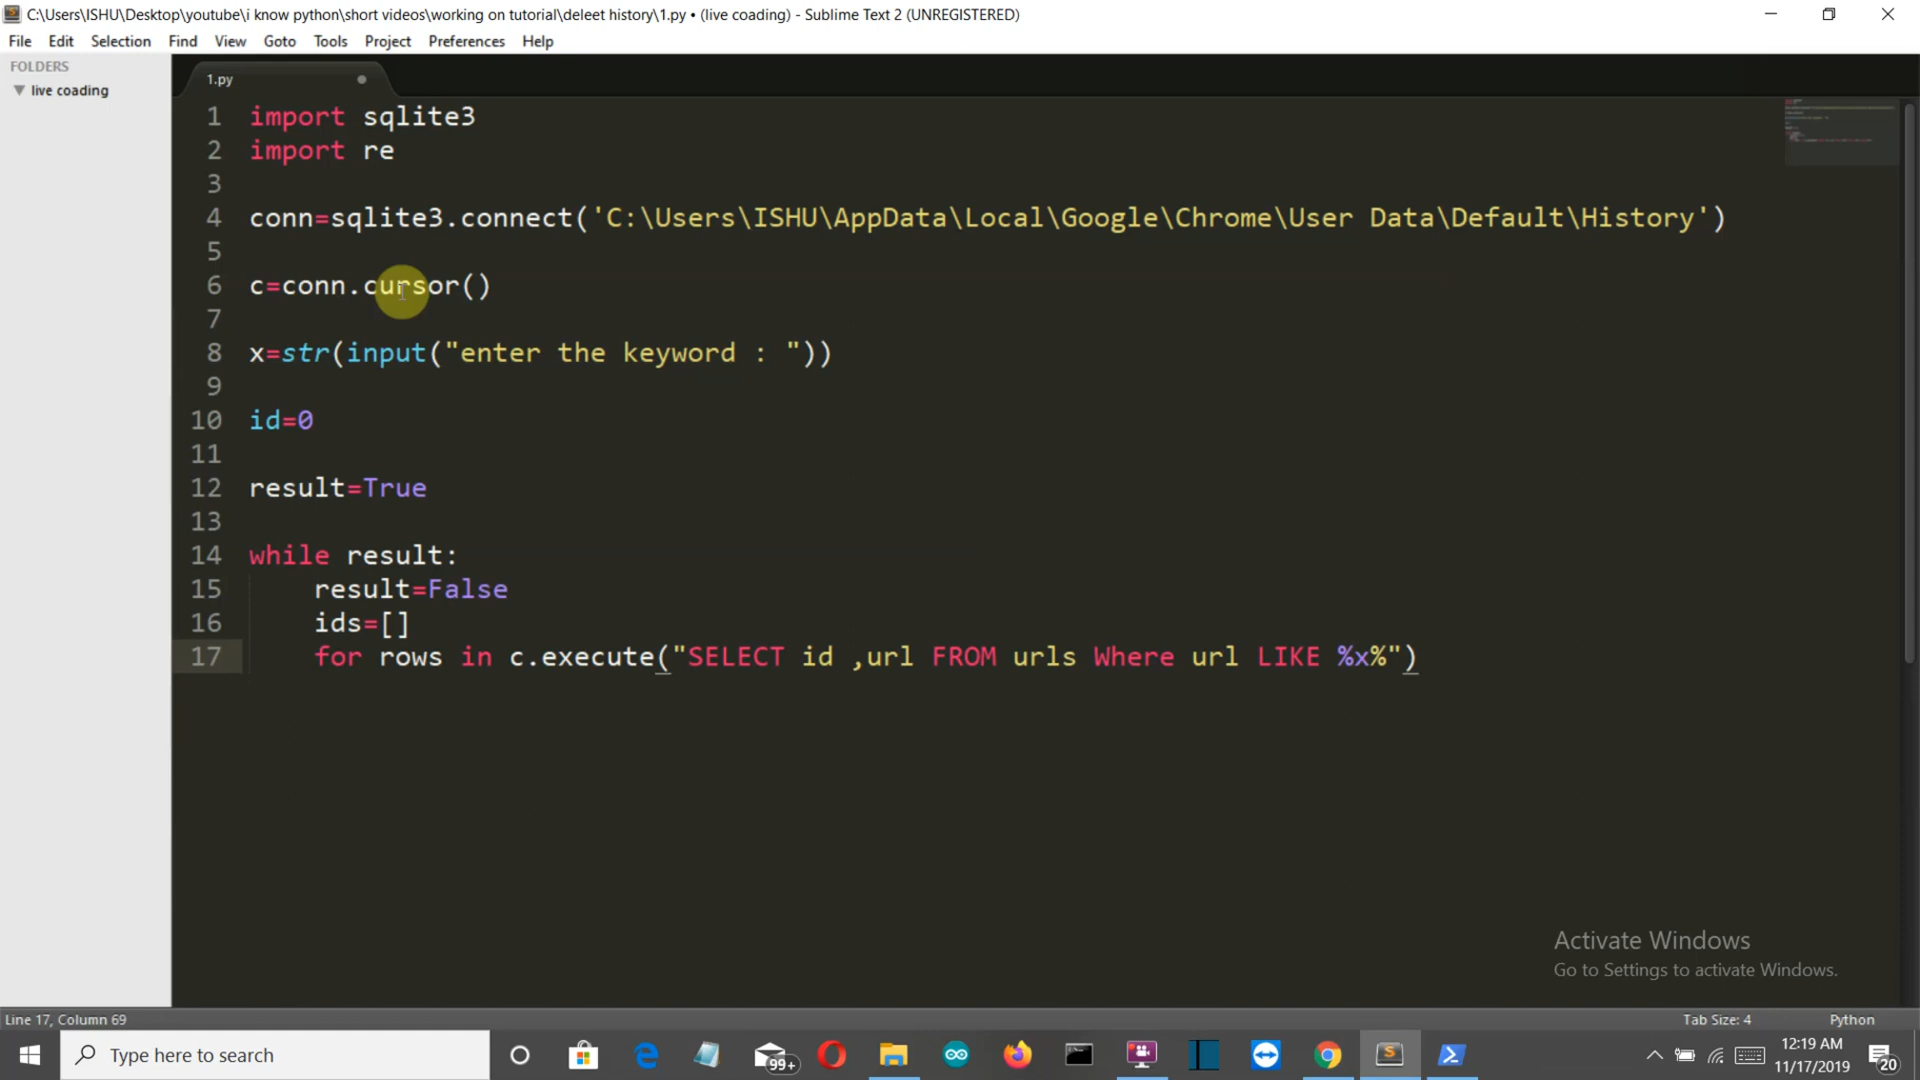 C:\Users\ISHU\Desktop\youtube\i know python\short videos\working on tutorial\deleet history\1.py • (live coading) - Sublime Text 2 (UNREGISTERED)
File Edit Selection Find View Goto Tools Project Preferences Help
FOLDERS
live coading
1.py
1 import sqlite3
2 import re
3
4 conn=sqlite3.connect('C:\Users\ISHU\AppData\Local\Google\Chrome\User Data\Default\History')
5
6 c=conn.cursor()
7
8 x=str(input("enter the keyword : "))
9
10 id=0
11
12 result=True
13
14 while result:
15 result=False
16 ids=[]
17 for rows in c.execute("SELECT id ,url FROM urls Where url LIKE %x%")
Activate Windows
Go to Settings to activate Windows.
Line 17, Column 69
Tab Size: 4
Python
Type here to search
99+
12:19 AM
11/17/2019
20